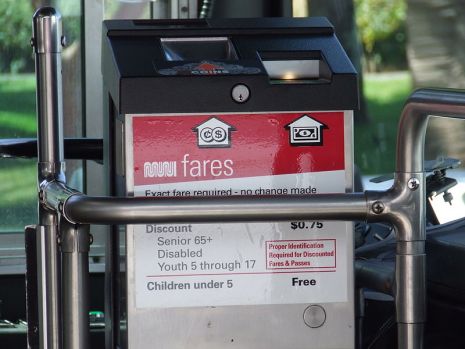 COINS
muni fares
Exact fare required - no change made
Discount $0.75
Senior 65+
Disabled
Youth 5 through 17
Proper Identification
Required for Discounted
Fares & Passes
Children under 5 Free